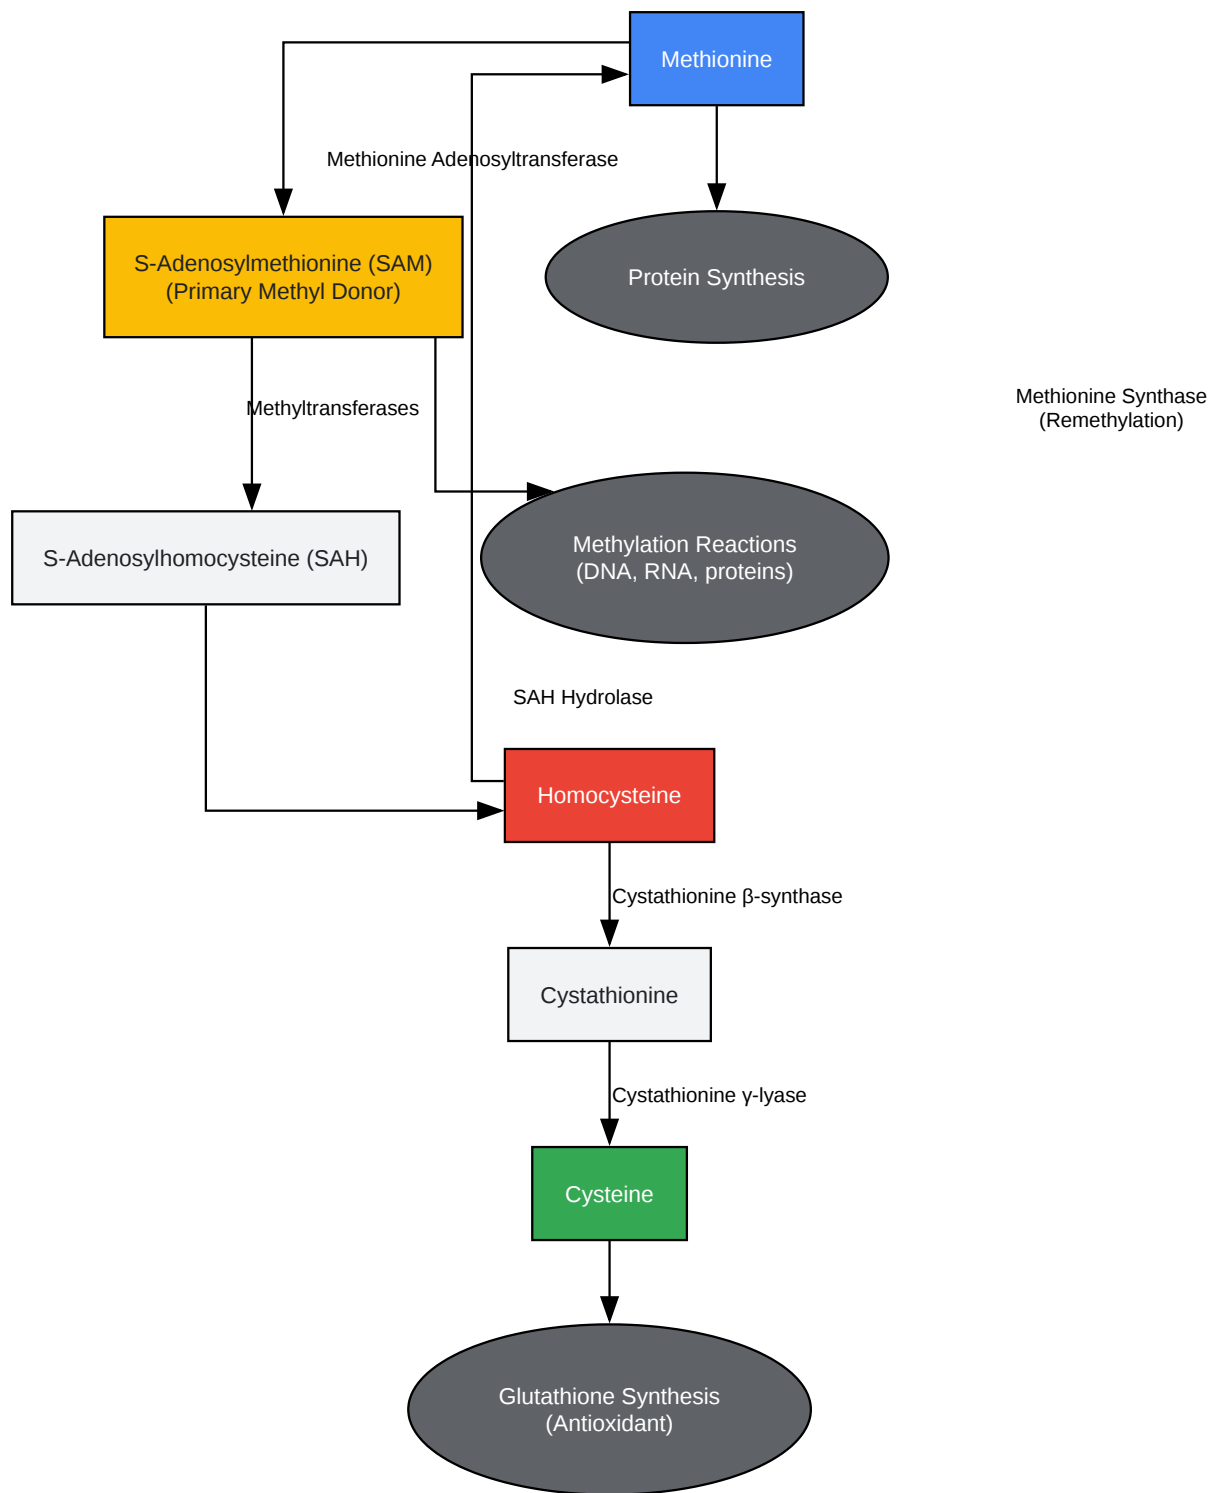 Methionine
Methionine Adenosyltransferase
S-Adenosylmethionine (SAM)
(Primary Methyl Donor)
Protein Synthesis
Methionine Synthase
(Remethylation)
Methyltransferases
S-Adenosylhomocysteine (SAH)
Methylation Reactions
(DNA, RNA, proteins)
SAH Hydrolase
Homocysteine
Cystathionine β-synthase
Cystathionine
Cystathionine γ-lyase
Cysteine
Glutathione Synthesis
(Antioxidant)